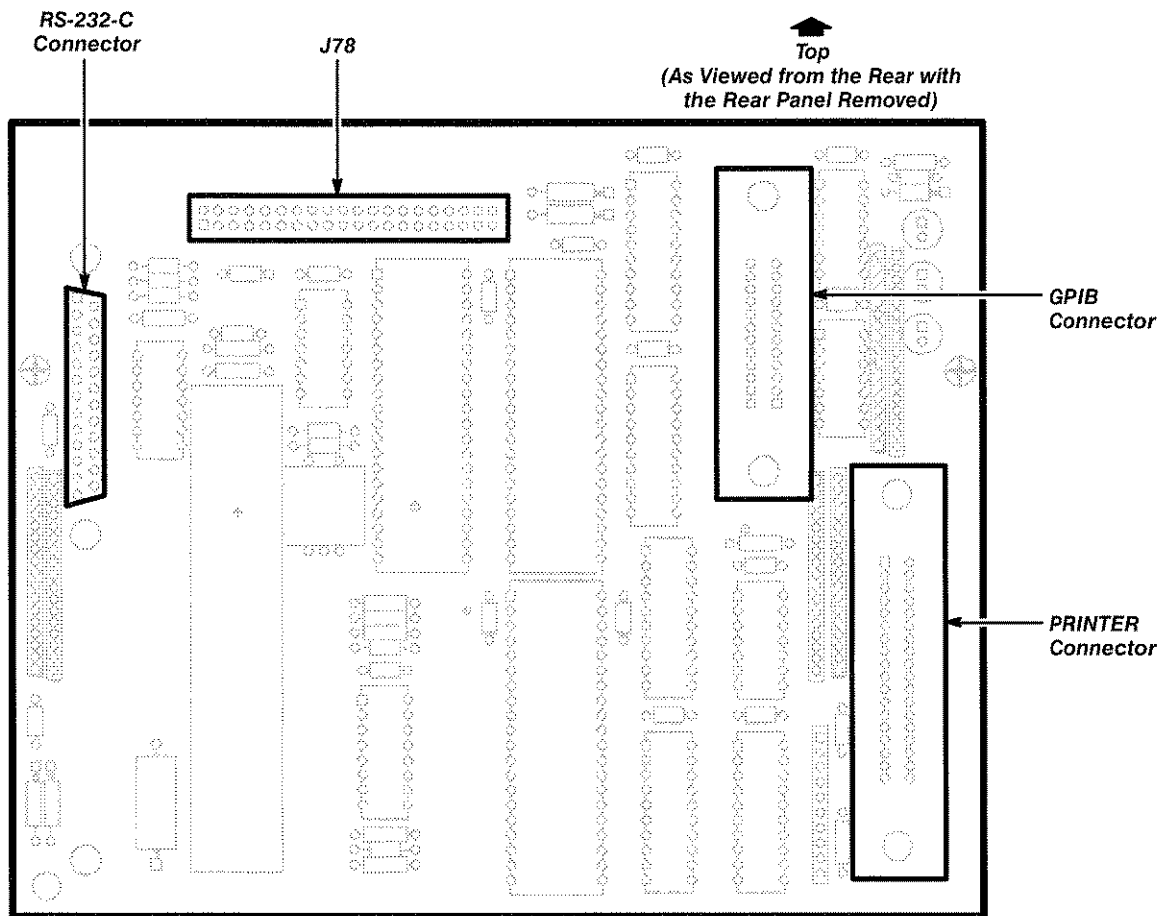 RS-232-C
Connector
J78
Top
(As Viewed from the Rear with
the Rear Panel Removed)
GPIB
Connector
PRINTER
Connector